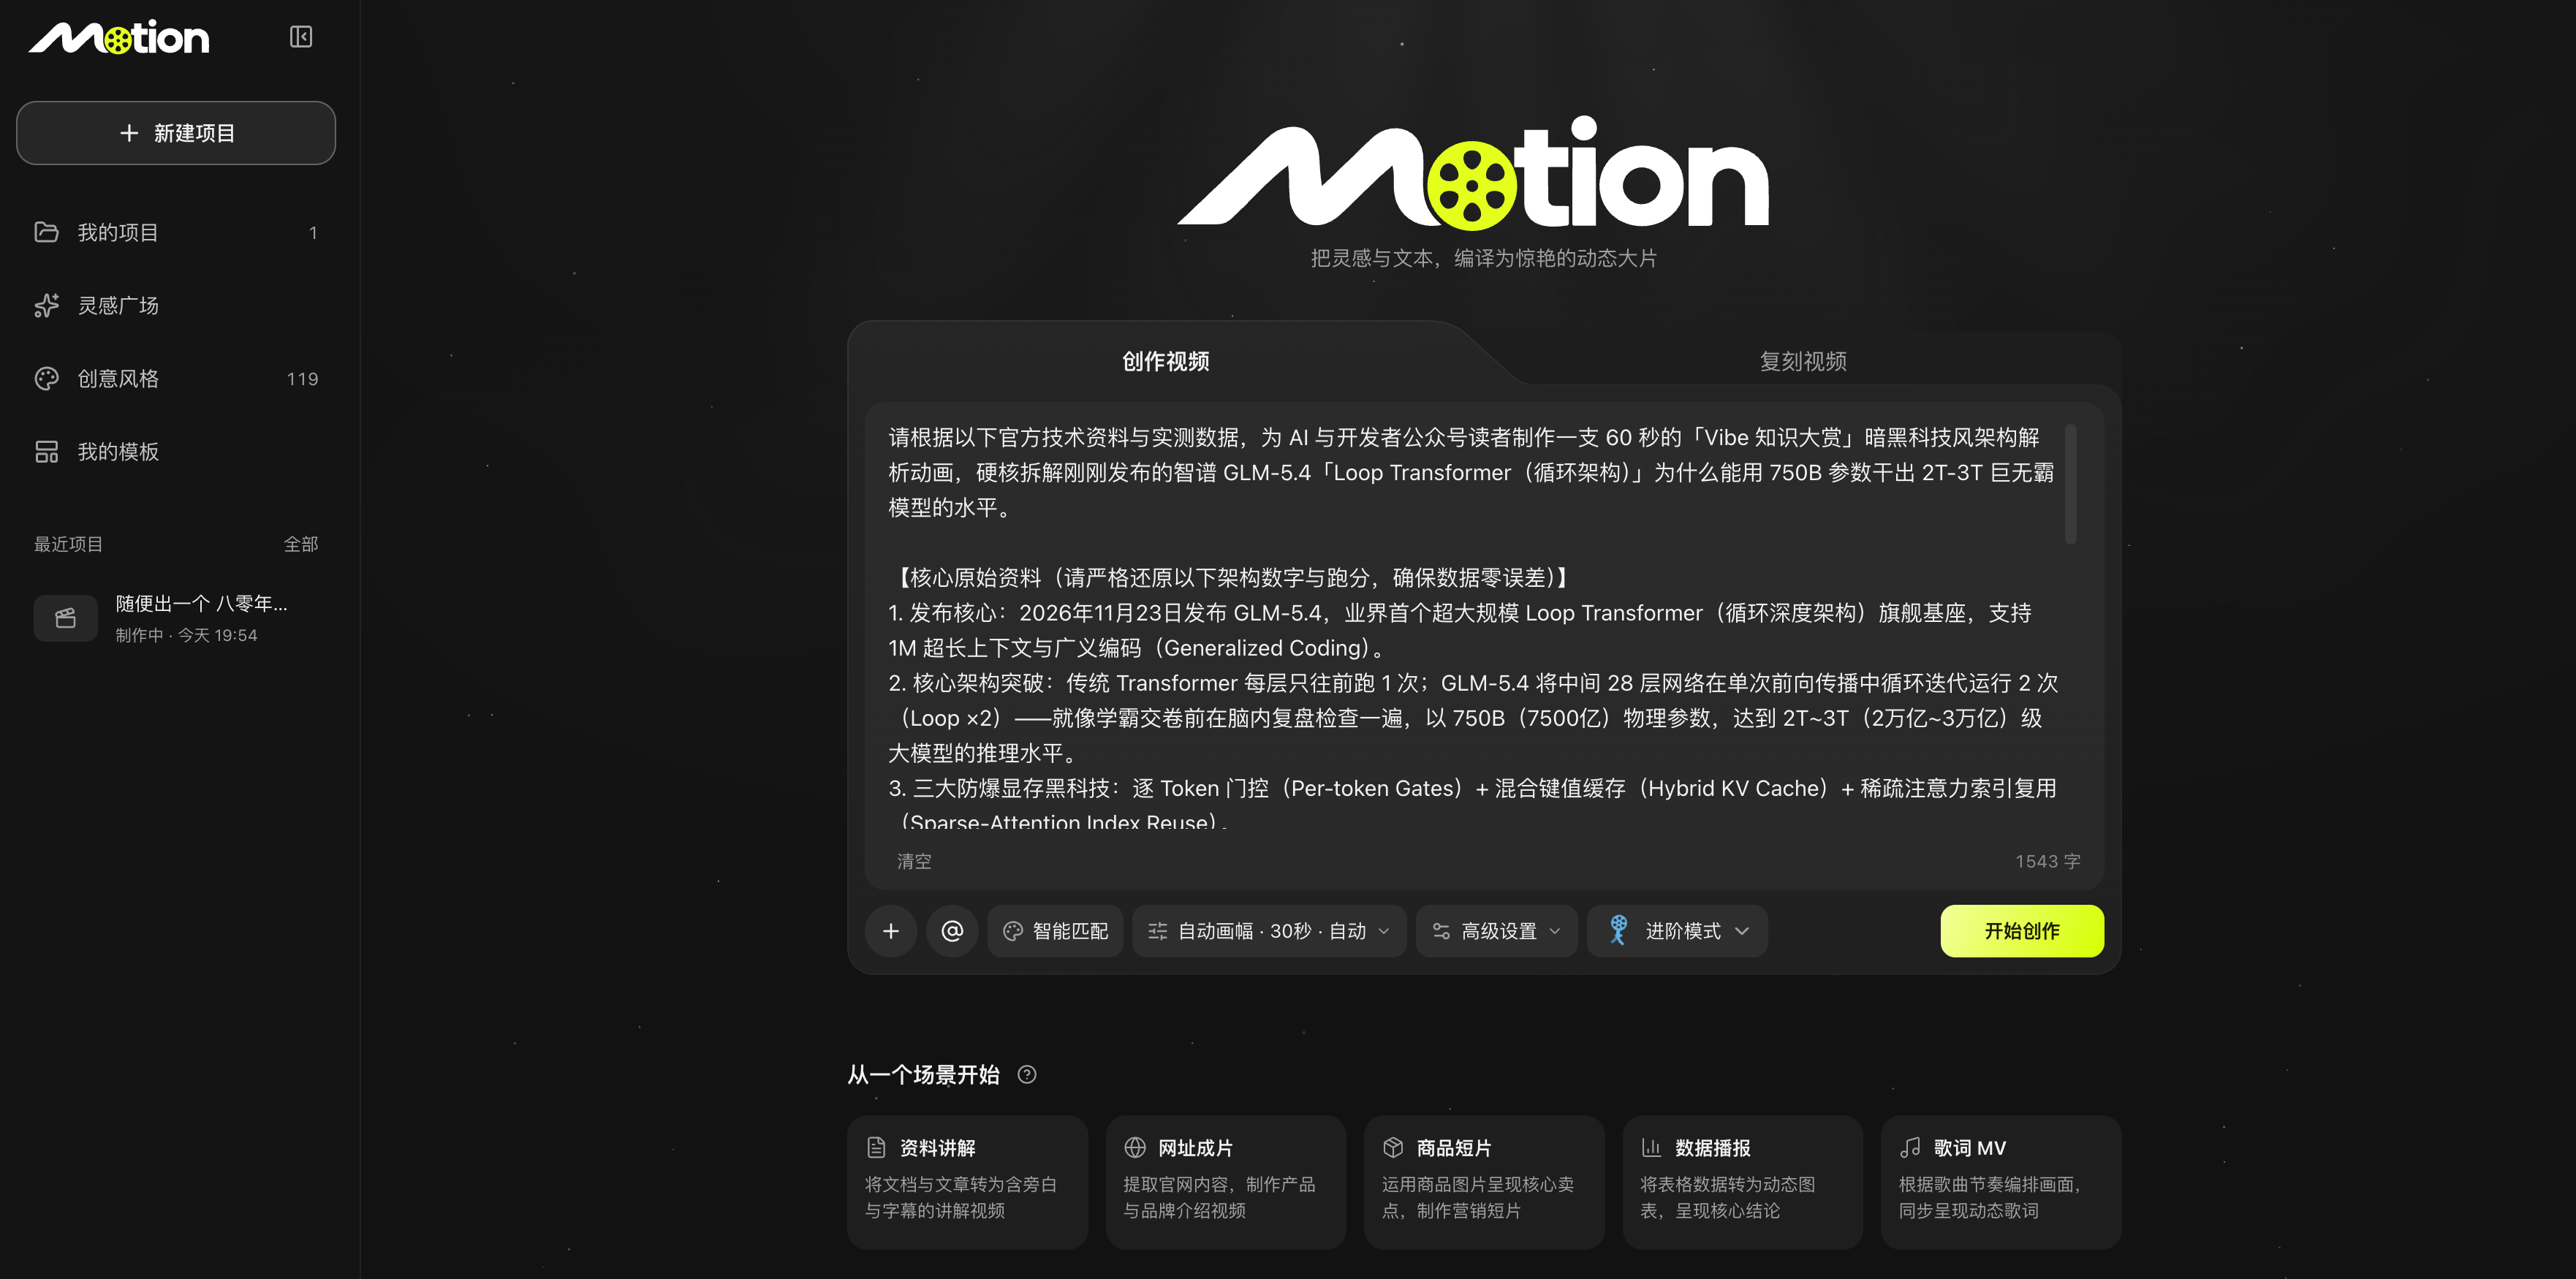 Motion
新建项目
我的项目 1
灵感广场
创意风格 119
我的模板
最近项目 全部
随便出一个 八零年...
制作中 · 今天 19:54
Motion
把灵感与文本，编译为惊艳的动态大片
创作视频 复刻视频
请根据以下官方技术资料与实测数据，为 AI 与开发者公众号读者制作一支 60 秒的「Vibe 知识大赏」暗黑科技风架构解
析动画，硬核拆解刚刚发布的智谱 GLM-5.4「Loop Transformer（循环架构）」为什么能用 750B 参数干出 2T-3T 巨无霸
模型的水平。
【核心原始资料（请严格还原以下架构数字与跑分，确保数据零误差）】
1. 发布核心：2026年11月23日发布 GLM-5.4，业界首个超大规模 Loop Transformer（循环深度架构）旗舰基座，支持
1M 超长上下文与广义编码（Generalized Coding）。
2. 核心架构突破：传统 Transformer 每层只往前跑 1 次；GLM-5.4 将中间 28 层网络在单次前向传播中循环迭代运行 2 次
（Loop ×2）——就像学霸交卷前在脑内复盘检查一遍，以 750B（7500亿）物理参数，达到 2T~3T（2万亿~3万亿）级
大模型的推理水平。
3. 三大防爆显存黑科技：逐 Token 门控（Per-token Gates）+ 混合键值缓存（Hybrid KV Cache）+ 稀疏注意力索引复用
（Sparse-Attention Index Reuse）。
清空 1543 字
智能匹配 自动画幅 · 30秒 · 自动 高级设置 进阶模式 开始创作
从一个场景开始
资料讲解 网址成片 商品短片 数据播报 歌词 MV
将文档与文章转为含旁白 提取官网内容，制作产品 运用商品图片呈现核心卖 将表格数据转为动态图 根据歌曲节奏编排画面，
与字幕的讲解视频 与品牌介绍视频 点，制作营销短片 表，呈现核心结论 同步呈现动态歌词